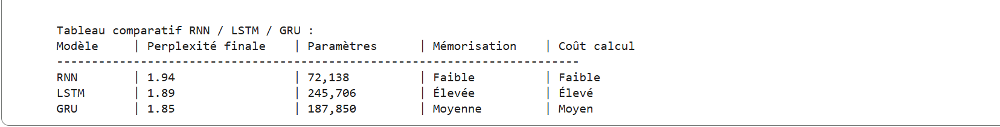 Tableau comparatif RNN / LSTM / GRU :
Modèle | Perplexité finale | Paramètres | Mémorisation | Coût calcul
---------------------------------------------------------------------------
RNN | 1.94 | 72,138 | Faible | Faible
LSTM | 1.89 | 245,706 | Élevée | Élevé
GRU | 1.85 | 187,850 | Moyenne | Moyen